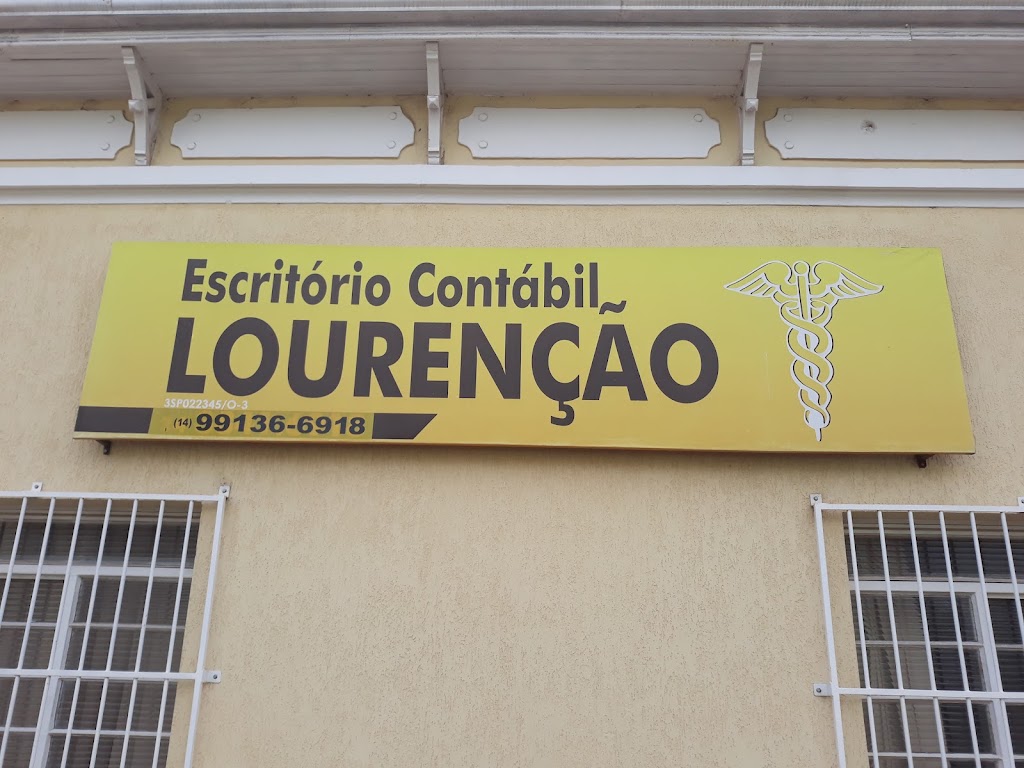 Escritório Contábil
LOURENÇÃO
3SP022345/O-3
(14) 99136-6918